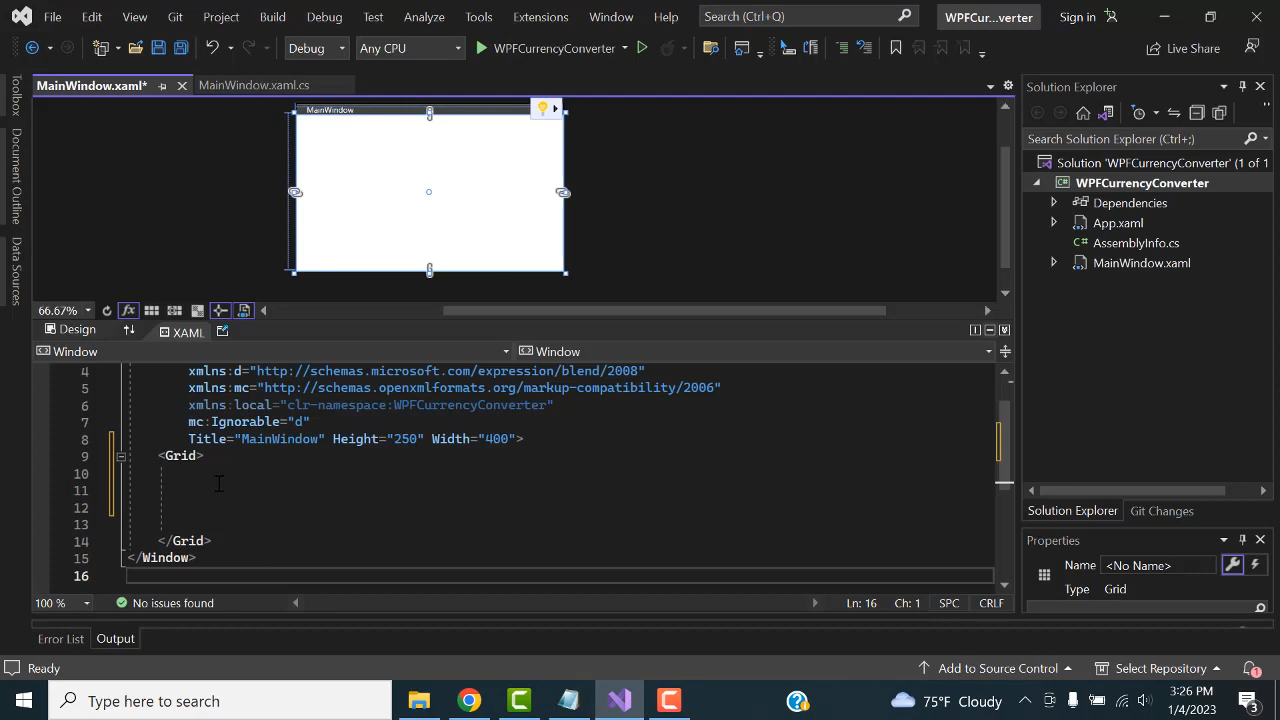 File Edit View Git Project Build Debug Test Analyze Tools Extensions Window Help Search (Ctrl+Q) WPFCur...verter Sign in
Debug Any CPU WPFCurrencyConverter Live Share
MainWindow.xaml* MainWindow.xaml.cs
Toolbox
Document Outline
Data Sources
MainWindow
66.67%
Design XAML
Window Window
4 xmlns:d="http://schemas.microsoft.com/expression/blend/2008"
5 xmlns:mc="http://schemas.openxmlformats.org/markup-compatibility/2006"
6 xmlns:local="clr-namespace:WPFCurrencyConverter"
7 mc:Ignorable="d"
8 Title="MainWindow" Height="250" Width="400">
9 <Grid>
10
11
12
13
14 </Grid>
15 </Window>
16
100 % No issues found Ln: 16 Ch: 1 SPC CRLF
Error List Output
Solution Explorer
Search Solution Explorer (Ctrl+;)
Solution 'WPFCurrencyConverter' (1 of 1
WPFCurrencyConverter
Dependencies
App.xaml
C# AssemblyInfo.cs
MainWindow.xaml
Solution Explorer Git Changes
Properties
Name <No Name>
Type Grid
Ready Add to Source Control Select Repository
Type here to search 75°F Cloudy 3:26 PM
1/4/2023
3